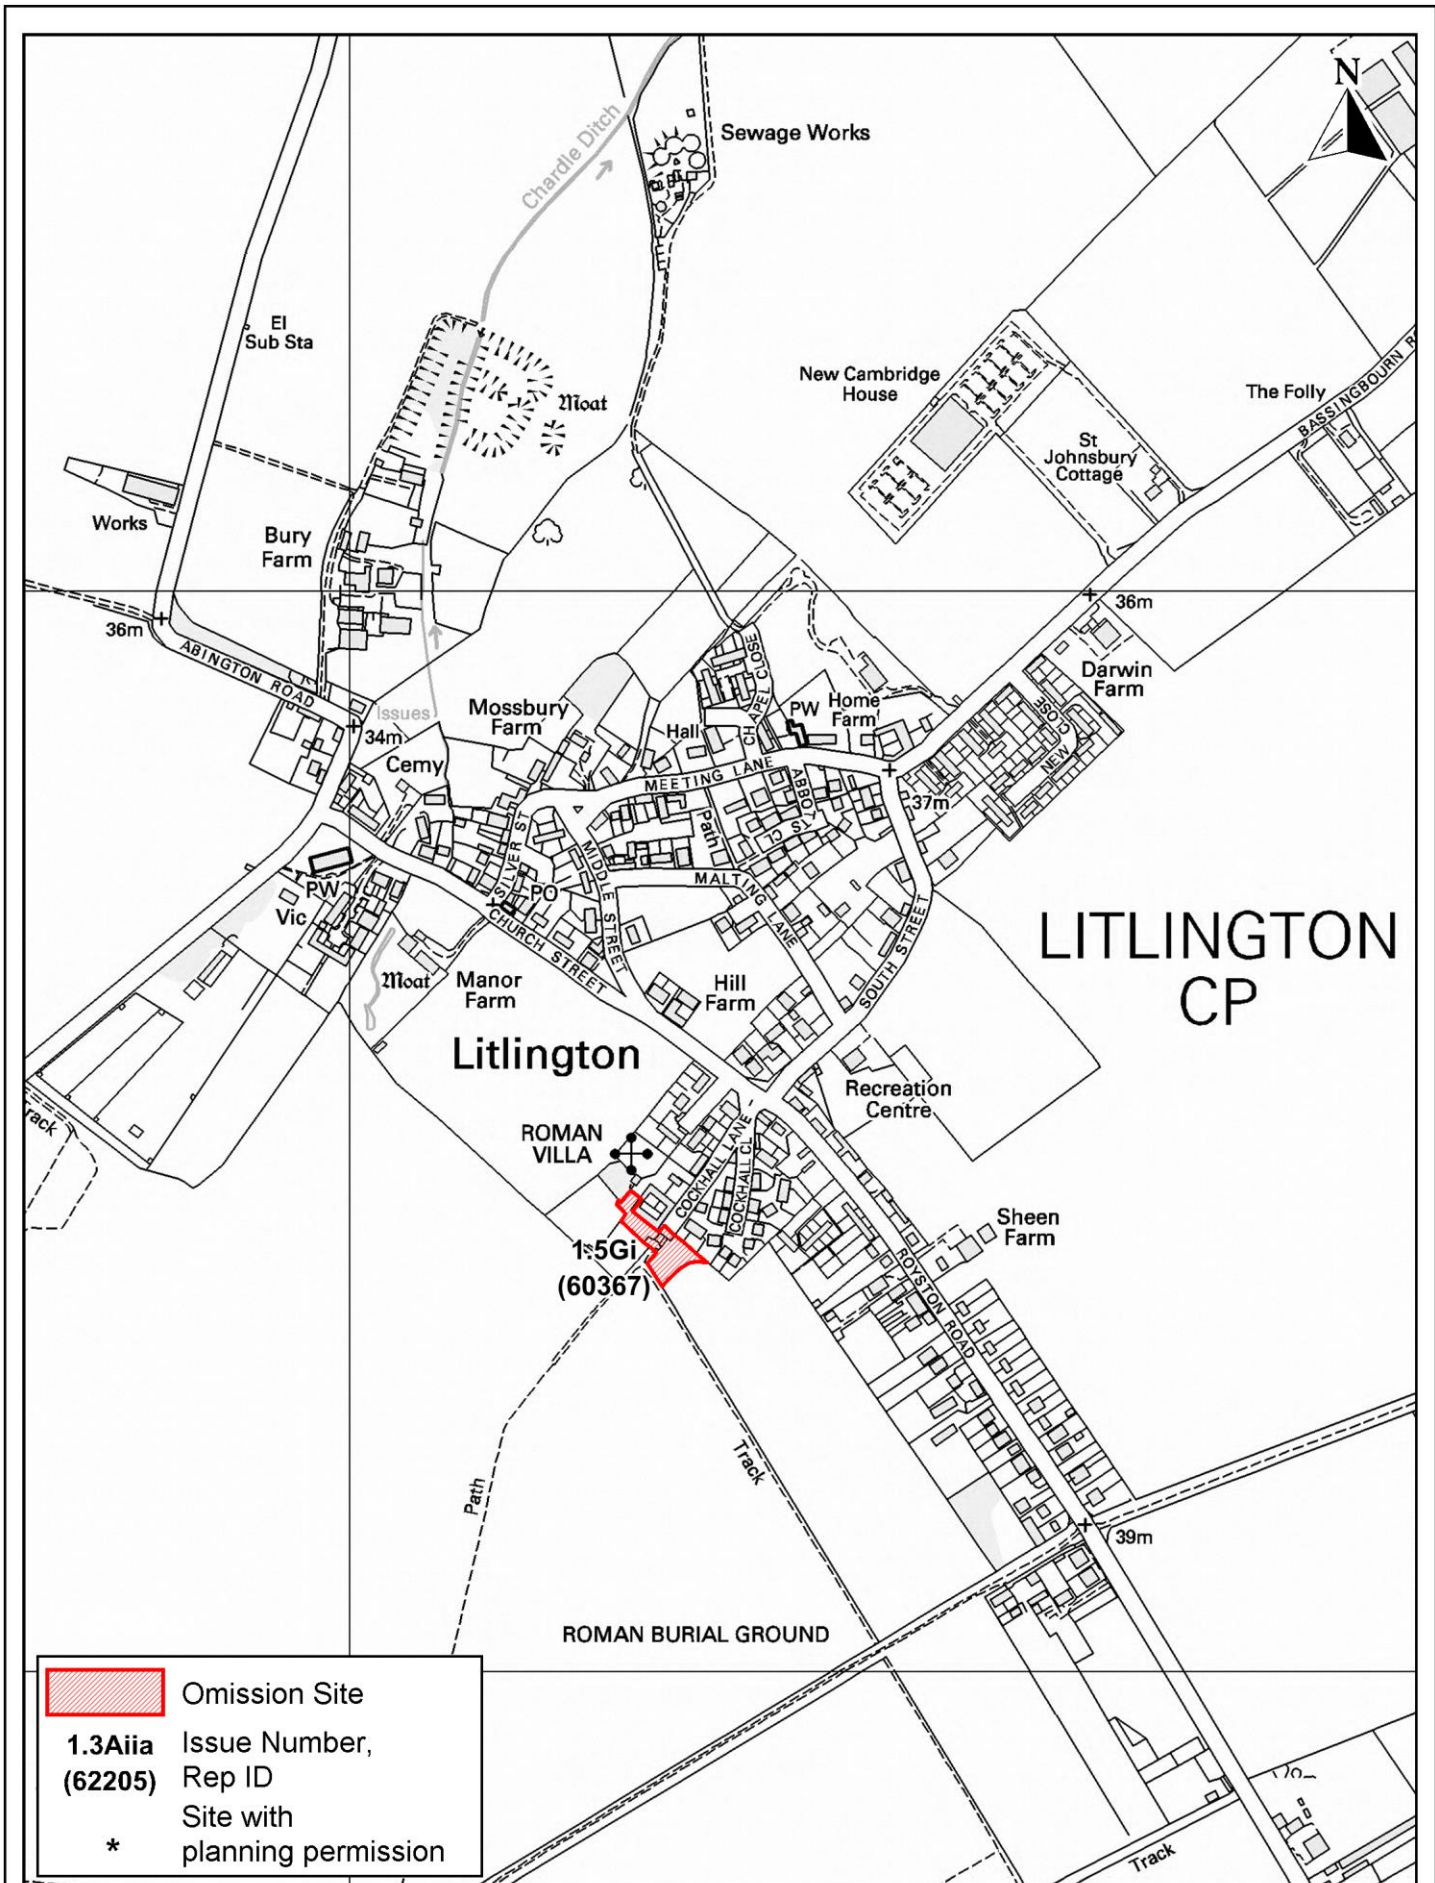 N
Chardle Ditch
Sewage Works
El
Sub Sta
Moat
New Cambridge
House
The Folly
St
Johnsbury
Cottage
Works
Bury
Farm
36m
36m
ABINGTON ROAD
Issues
34m
Cemy
Mossbury
Farm
Hall
CHAPEL CLOSE
PW
Home
Farm
Darwin
Farm
NEW CLOSE
MEETING LANE
37m
ABBOTTS CL
Path
SILVER ST
MIDDLE STREET
MALTING LANE
PO
PW
Vic
CHURCH STREET
SOUTH STREET
Moat
Manor
Farm
Hill
Farm
LITLINGTON
CP
Litlington
Recreation
Centre
rack
ROMAN
VILLA
COCKHALL LANE
COCKHALL CL
Sheen
Farm
1.5Gi
(60367)
ROYSTON ROAD
Track
Path
39m
ROMAN BURIAL GROUND
Track
Omission Site
1.3Aiia Issue Number,
(62205) Rep ID
Site with
* planning permission